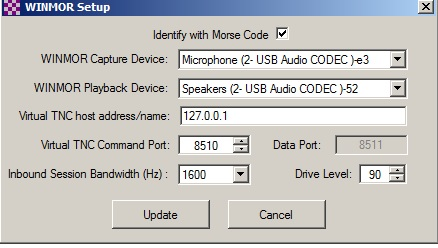 WINMOR Setup
Identify with Morse Code
WINMOR Capture Device: Microphone (2- USB Audio CODEC )-e3
WINMOR Playback Device: Speakers (2- USB Audio CODEC )-52
Virtual TNC host address/name: 127.0.0.1
Virtual TNC Command Port: 8510 Data Port: 8511
Inbound Session Bandwidth (Hz) : 1600 Drive Level: 90
Update Cancel